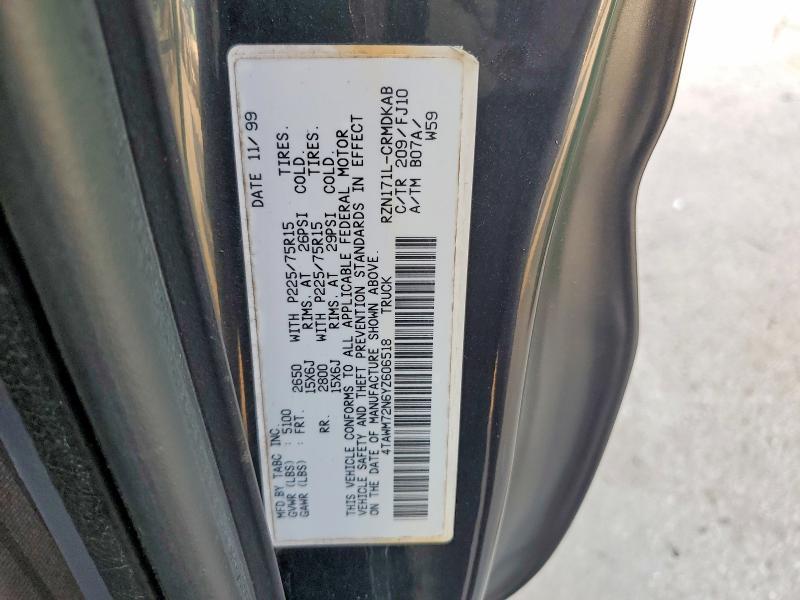 DATE 11/99
MFD BY TABC INC.
GVWR (LBS) : 5100
GAWR (LBS) : FRT. 2650 WITH P225/75R15 TIRES.
15X6J RIMS. AT 26PSI COLD.
RR. 2800 WITH P225/75R15 TIRES.
15X6J RIMS. AT 29PSI COLD.
THIS VEHICLE CONFORMS TO ALL APPLICABLE FEDERAL MOTOR
VEHICLE SAFETY AND THEFT PREVENTION STANDARDS IN EFFECT
ON THE DATE OF MANUFACTURE SHOWN ABOVE.
4TAWM72N6YZ606518 TRUCK
RZN171L-CRMDKAB
C/TR 209/FJ10
A/TM B07A/
W59